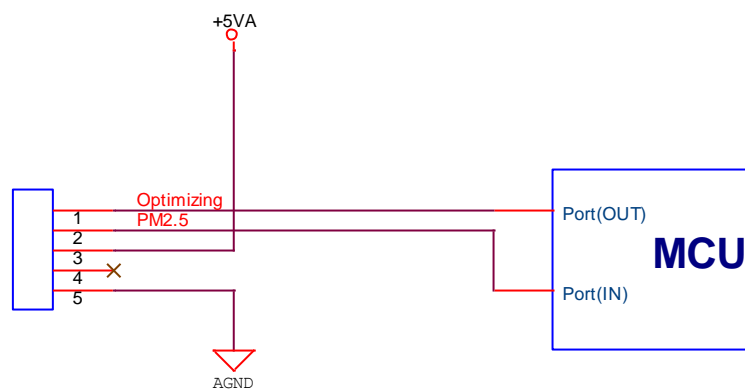 +5VA
Optimizing
1
PM2.5
2
3
4
5
Port(OUT)
MCU
Port(IN)
AGND